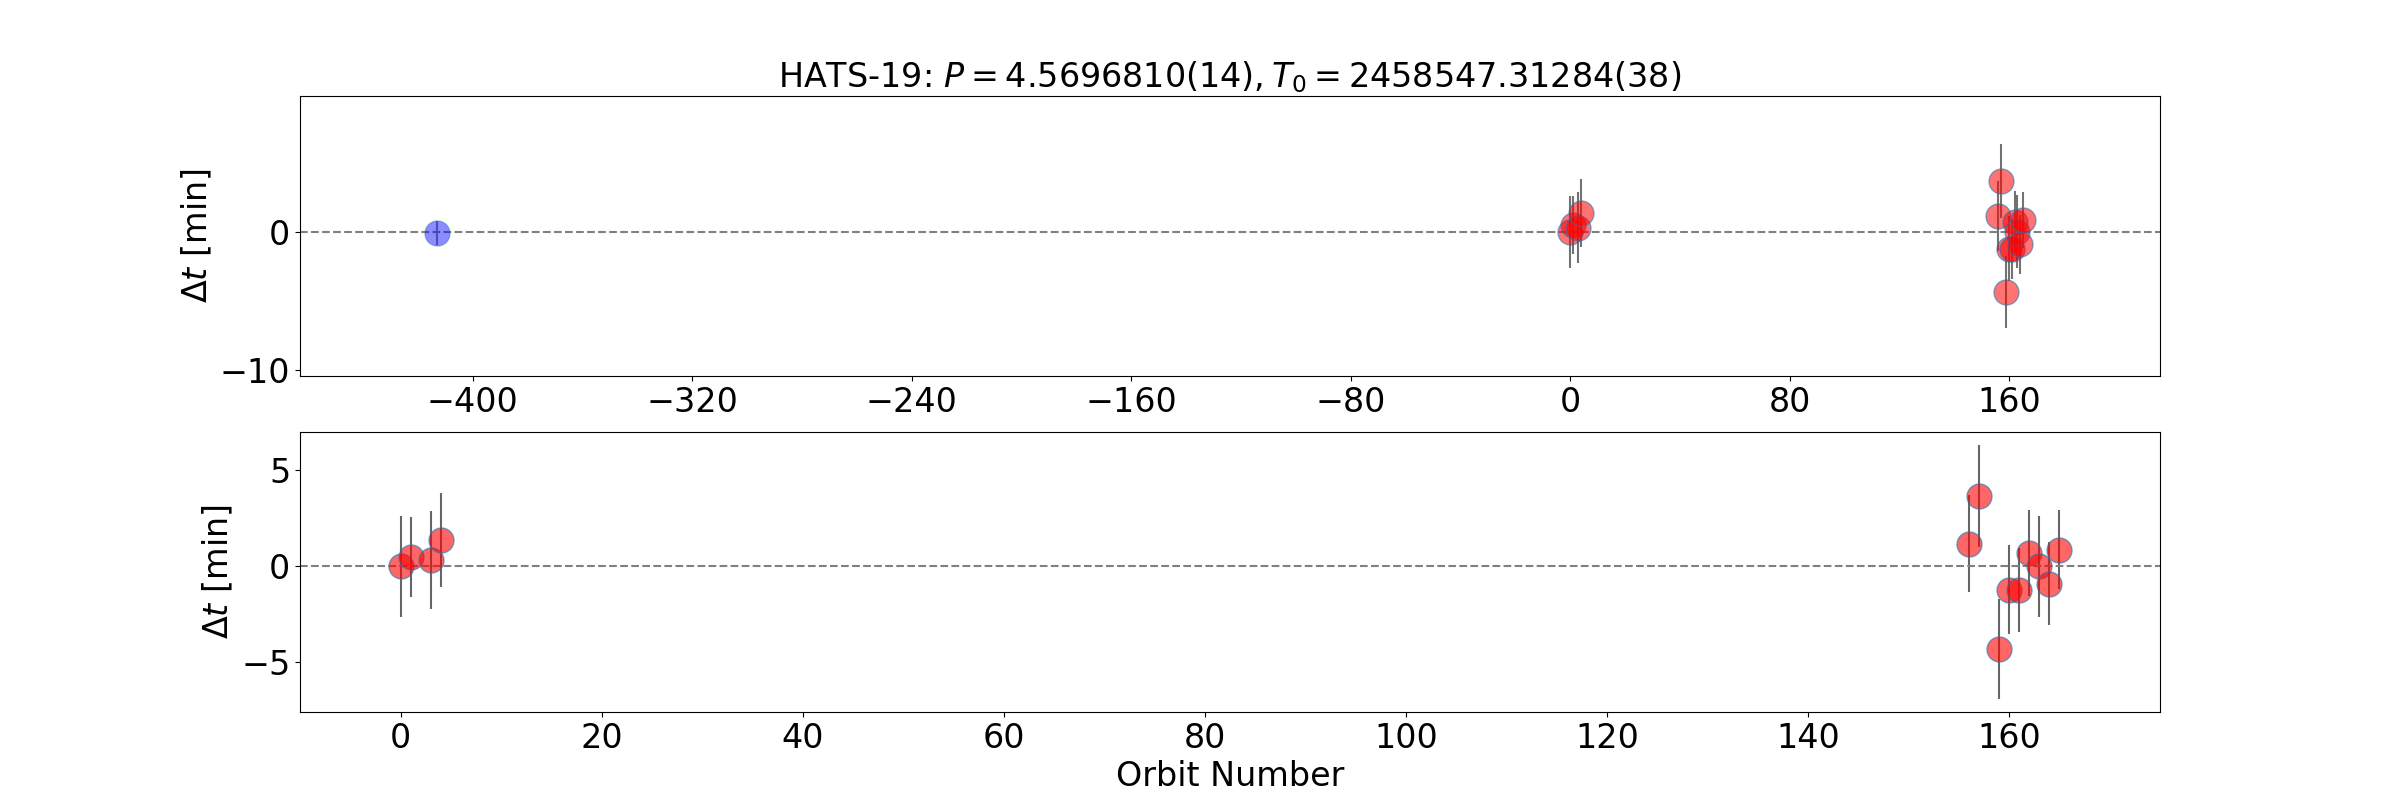 HATS-19: P = 4.5696810(14), T₀ = 2458547.31284(38)
Δt [min]
0
−10
−400 −320 −240 −160 −80 0 80 160
Δt [min]
5
0
−5
0 20 40 60 80 100 120 140 160
Orbit Number